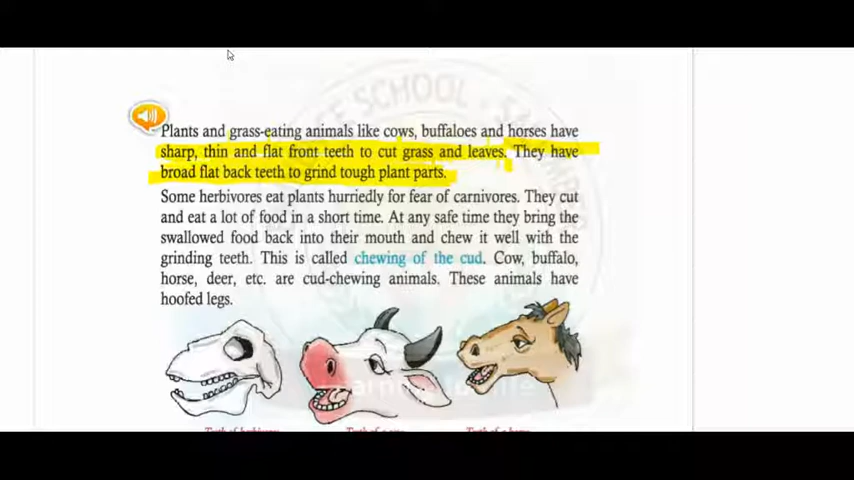 Plants and grass-eating animals like cows, buffaloes and horses have
sharp, thin and flat front teeth to cut grass and leaves. They have
broad flat back teeth to grind tough plant parts.
Some herbivores eat plants hurriedly for fear of carnivores. They cut
and eat a lot of food in a short time. At any safe time they bring the
swallowed food back into their mouth and chew it well with the
grinding teeth. This is called chewing of the cud. Cow, buffalo,
horse, deer, etc. are cud-chewing animals. These animals have
hoofed legs.